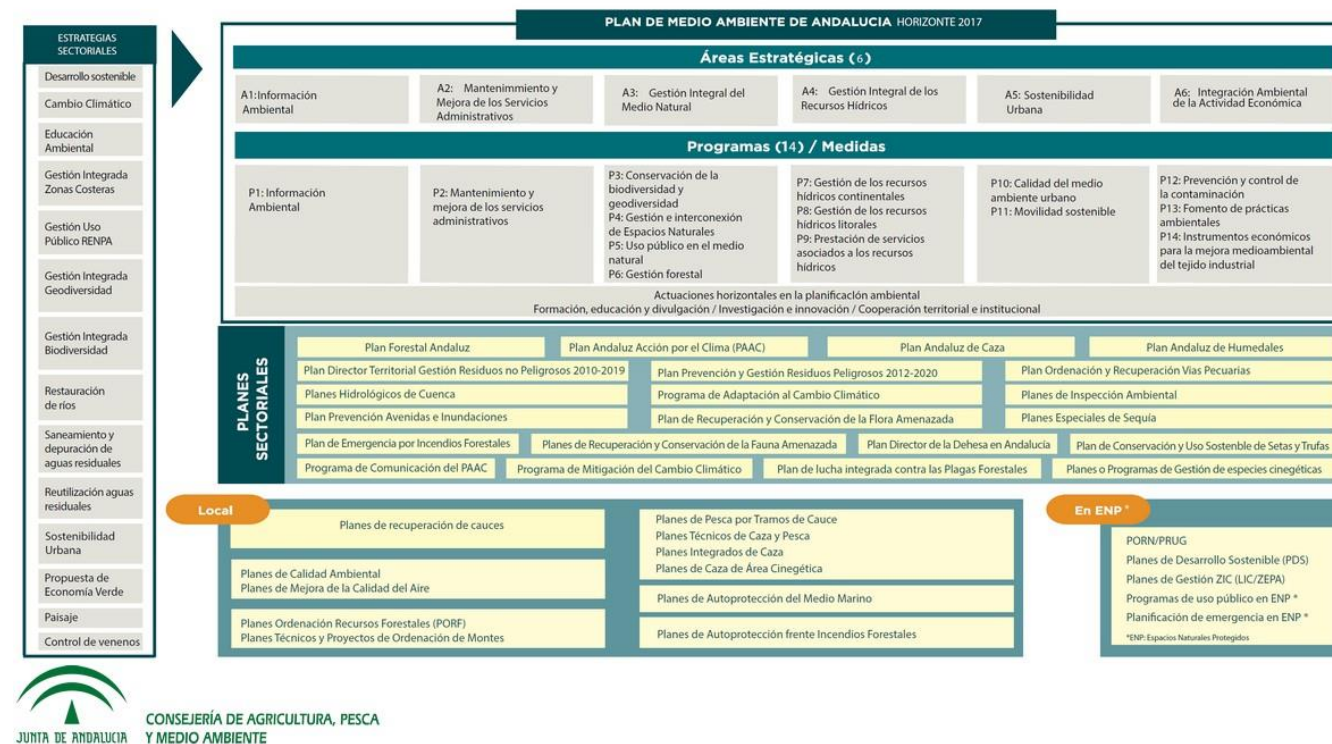 PLAN DE MEDIO AMBIENTE DE ANDALUCIA HORIZONTE 2017
ESTRATEGIAS
SECTORIALES
Desarrollo sostenible
Cambio Climático
Educación
Ambiental
Gestión Integrada
Zonas Costeras
Gestión Uso
Público RENPA
Gestión Integrada
Geodiversidad
Gestión Integrada
Biodiversidad
Restauración
de ríos
Saneamiento y
depuración de
aguas residuales
Reutilización aguas
residuales
Sostenibilidad
Urbana
Propuesta de
Economía Verde
Paisaje
Control de venenos
Áreas Estratégicas (6)
A1:Información
Ambiental
A2: Mantenimmiento y
Mejora de los Servicios
Administrativos
A3: Gestión Integral del
Medio Natural
A4: Gestión Integral de los
Recursos Hídricos
A5: Sostenibilidad
Urbana
A6: Integración Ambiental
de la Actividad Económica
Programas (14) / Medidas
P1: Información
Ambiental
P2: Mantenimiento y
mejora de los servicios
administrativos
P3: Conservación de la
biodiversidad y
geodiversidad
P4: Gestión e interconexión
de Espacios Naturales
P5: Uso público en el medio
natural
P6: Gestión forestal
P7: Gestión de los recursos
hídricos continentales
P8: Gestión de los recursos
hídricos litorales
P9: Prestación de servicios
asociados a los recursos
hídricos
P10: Calidad del medio
ambiente urbano
P11: Movilidad sostenible
P12: Prevención y control de
la contaminación
P13: Fomento de prácticas
ambientales
P14: Instrumentos económicos
para la mejora medioambiental
del tejido industrial
Actuaciones horizontales en la planificación ambiental
Formación, educación y divulgación / Investigación e innovación / Cooperación territorial e institucional
PLANES
SECTORIALES
Plan Forestal Andaluz
Plan Andaluz Acción por el Clima (PAAC)
Plan Andaluz de Caza
Plan Andaluz de Humedales
Plan Director Territorial Gestión Residuos no Peligrosos 2010-2019
Plan Prevención y Gestión Residuos Peligrosos 2012-2020
Plan Ordenación y Recuperación Vías Pecuarias
Planes Hidrológicos de Cuenca
Programa de Adaptación al Cambio Climático
Planes de Inspección Ambiental
Plan Prevención Avenidas e Inundaciones
Plan de Recuperación y Conservación de la Flora Amenazada
Planes Especiales de Sequía
Plan de Emergencia por Incendios Forestales
Planes de Recuperación y Conservación de la Fauna Amenazada
Plan Director de la Dehesa en Andalucía
Plan de Conservación y Uso Sostenble de Setas y Trufas
Programa de Comunicación del PAAC
Programa de Mitigación del Cambio Climático
Plan de lucha integrada contra las Plagas Forestales
Planes o Programas de Gestión de especies cinegéticas
Local
Planes de recuperación de cauces
Planes de Calidad Ambiental
Planes de Mejora de la Calidad del Aire
Planes Ordenación Recursos Forestales (PORF)
Planes Técnicos y Proyectos de Ordenación de Montes
Planes de Pesca por Tramos de Cauce
Planes Técnicos de Caza y Pesca
Planes Integrados de Caza
Planes de Caza de Área Cinegética
Planes de Autoprotección del Medio Marino
Planes de Autoprotección frente Incendios Forestales
En ENP *
PORN/PRUG
Planes de Desarrollo Sostenible (PDS)
Planes de Gestión ZIC (LIC/ZEPA)
Programas de uso público en ENP *
Planificación de emergencia en ENP *
*ENP: Espacios Naturales Protegidos
JUNTA DE ANDALUCIA
CONSEJERÍA DE AGRICULTURA, PESCA
Y MEDIO AMBIENTE